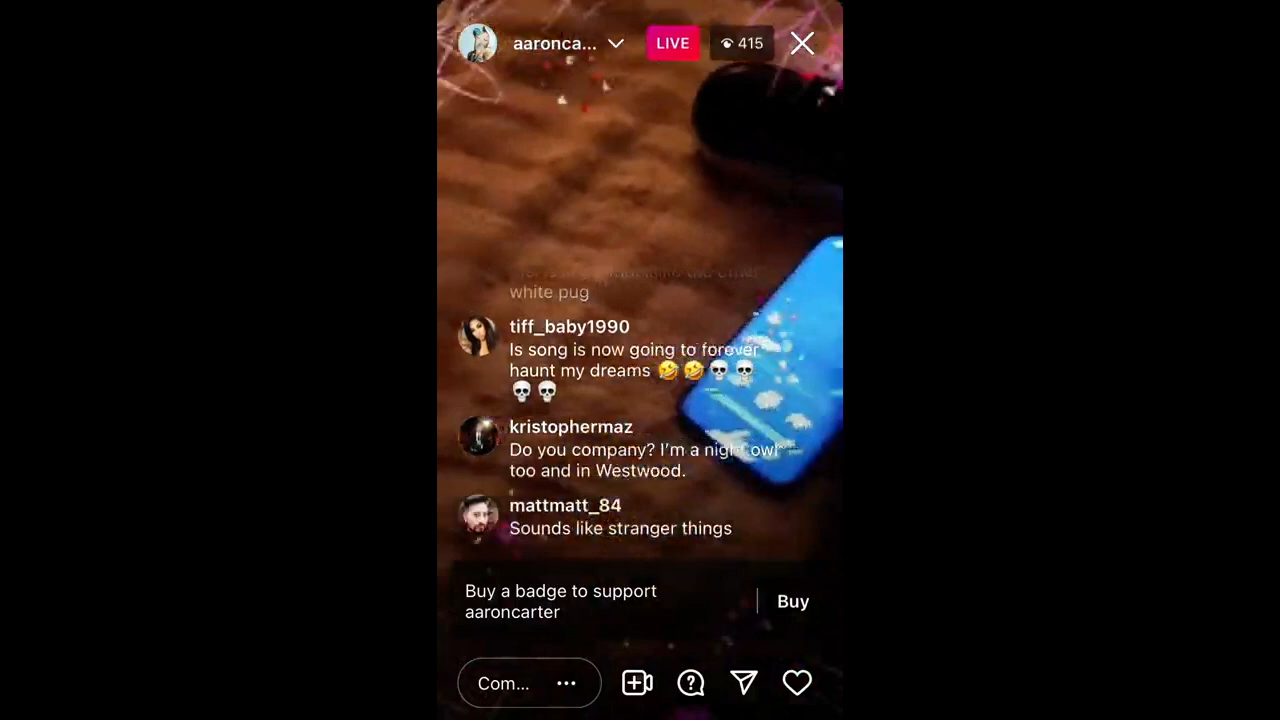 aaronca...
LIVE
415
white pug
tiff_baby1990
Is song is now going to forever
haunt my dreams 🤣🤣💀💀
💀💀
kristophermaz
Do you company? I'm a night owl
too and in Westwood.
mattmatt_84
Sounds like stranger things
Buy a badge to support
aaroncarter
Buy
Com...